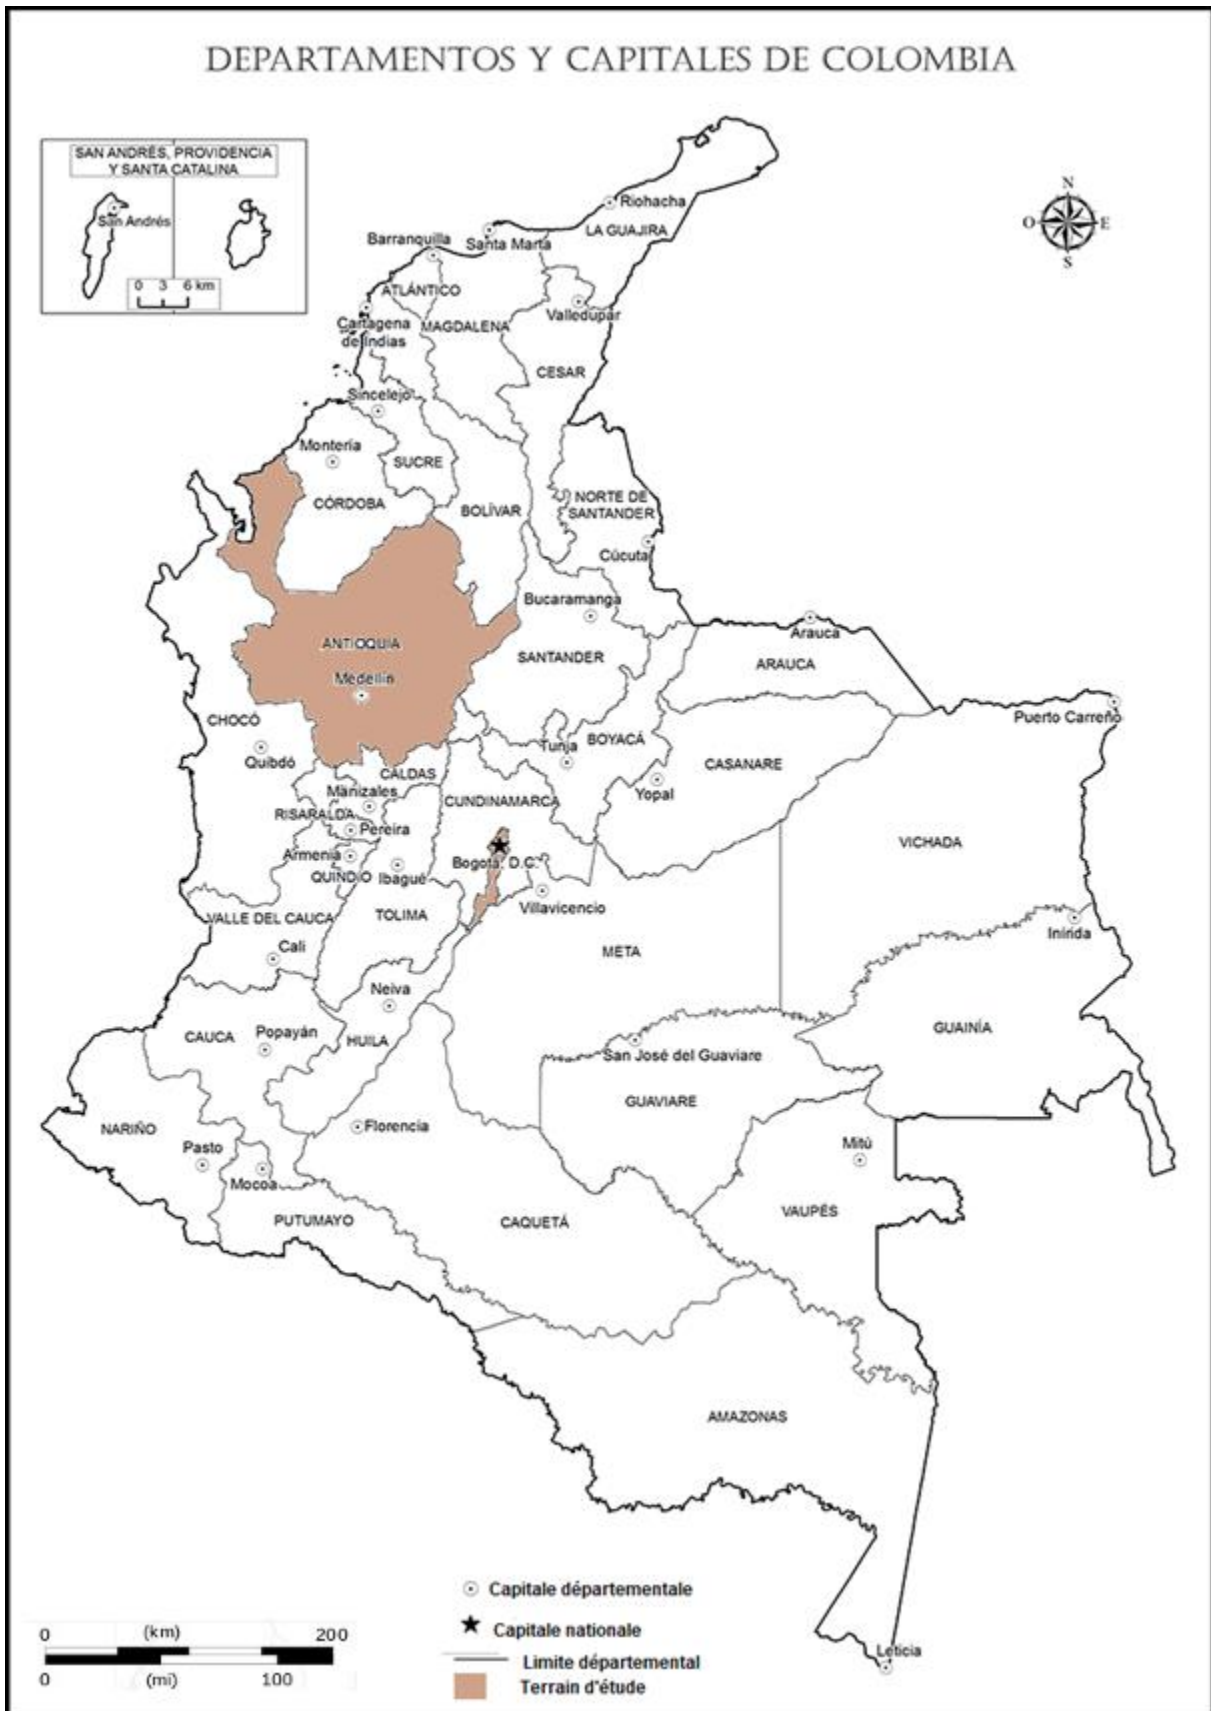 DEPARTAMENTOS Y CAPITALES DE COLOMBIA
SAN ANDRÉS, PROVIDENCIA
Y SANTA CATALINA
San Andrés
0 3 6 km
N
O
E
S
Riohacha
LA GUAJIRA
Santa Marta
Barranquilla
ATLÁNTICO
Cartagena
de Indias
MAGDALENA
Valledupar
CESAR
Sincelejo
Montería
SUCRE
CÓRDOBA
BOLÍVAR
NORTE DE
SANTANDER
Cúcuta
Bucaramanga
SANTANDER
Arauca
ARAUCA
ANTIOQUIA
Medellín
CHOCÓ
Quibdó
Puerto Carreño
Tunja
BOYACÁ
CASANARE
Yopal
CALDAS
Manizales
CUNDINAMARCA
RISARALDA
Pereira
VICHADA
Armenia
QUINDIO
Ibagué
Bogotá, D.C.
Villavicencio
VALLE DEL CAUCA
TOLIMA
Cali
META
Inírida
Neiva
GUAINÍA
CAUCA
Popayán
HUILA
San José del Guaviare
GUAVIARE
NARIÑO
Florencia
Pasto
Mitú
Mocoa
VAUPÉS
PUTUMAYO
CAQUETÁ
AMAZONAS
Leticia
Capitale départementale
Capitale nationale
Limite départemental
Terrain d'étude
0 (km) 200
0 (mi) 100